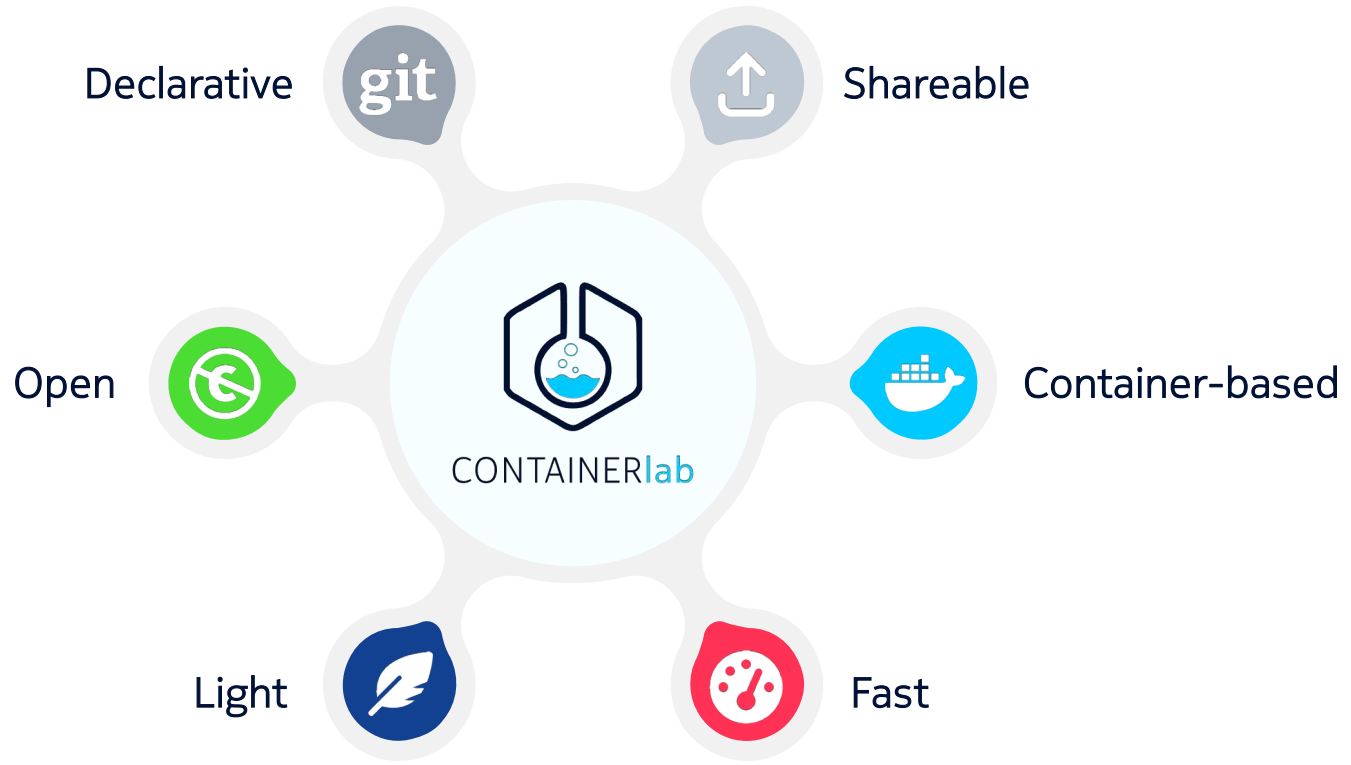 Declarative
git
Shareable
Open
Container-based
CONTAINERlab
Light
Fast